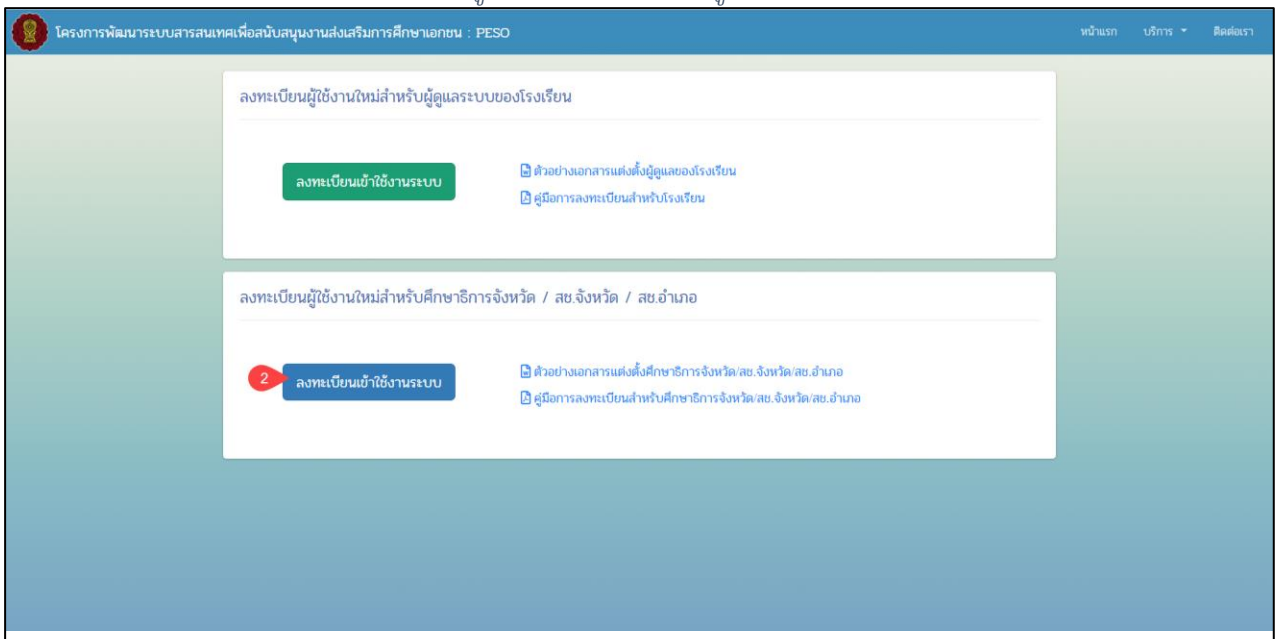 โครงการพัฒนาระบบสารสนเทศเพื่อสนับสนุนงานส่งเสริมการศึกษาเอกชน : PESO
หน้าแรก บริการ ติดต่อเรา
ลงทะเบียนผู้ใช้งานใหม่สำหรับผู้ดูแลระบบของโรงเรียน
ลงทะเบียนเข้าใช้งานระบบ
ตัวอย่างเอกสารแต่งตั้งผู้ดูแลของโรงเรียน
คู่มือการลงทะเบียนสำหรับโรงเรียน
ลงทะเบียนผู้ใช้งานใหม่สำหรับศึกษาธิการจังหวัด / สช.จังหวัด / สช.อำเภอ
2 ลงทะเบียนเข้าใช้งานระบบ
ตัวอย่างเอกสารแต่งตั้งศึกษาธิการจังหวัด/สช.จังหวัด/สช.อำเภอ
คู่มือการลงทะเบียนสำหรับศึกษาธิการจังหวัด/สช.จังหวัด/สช.อำเภอ